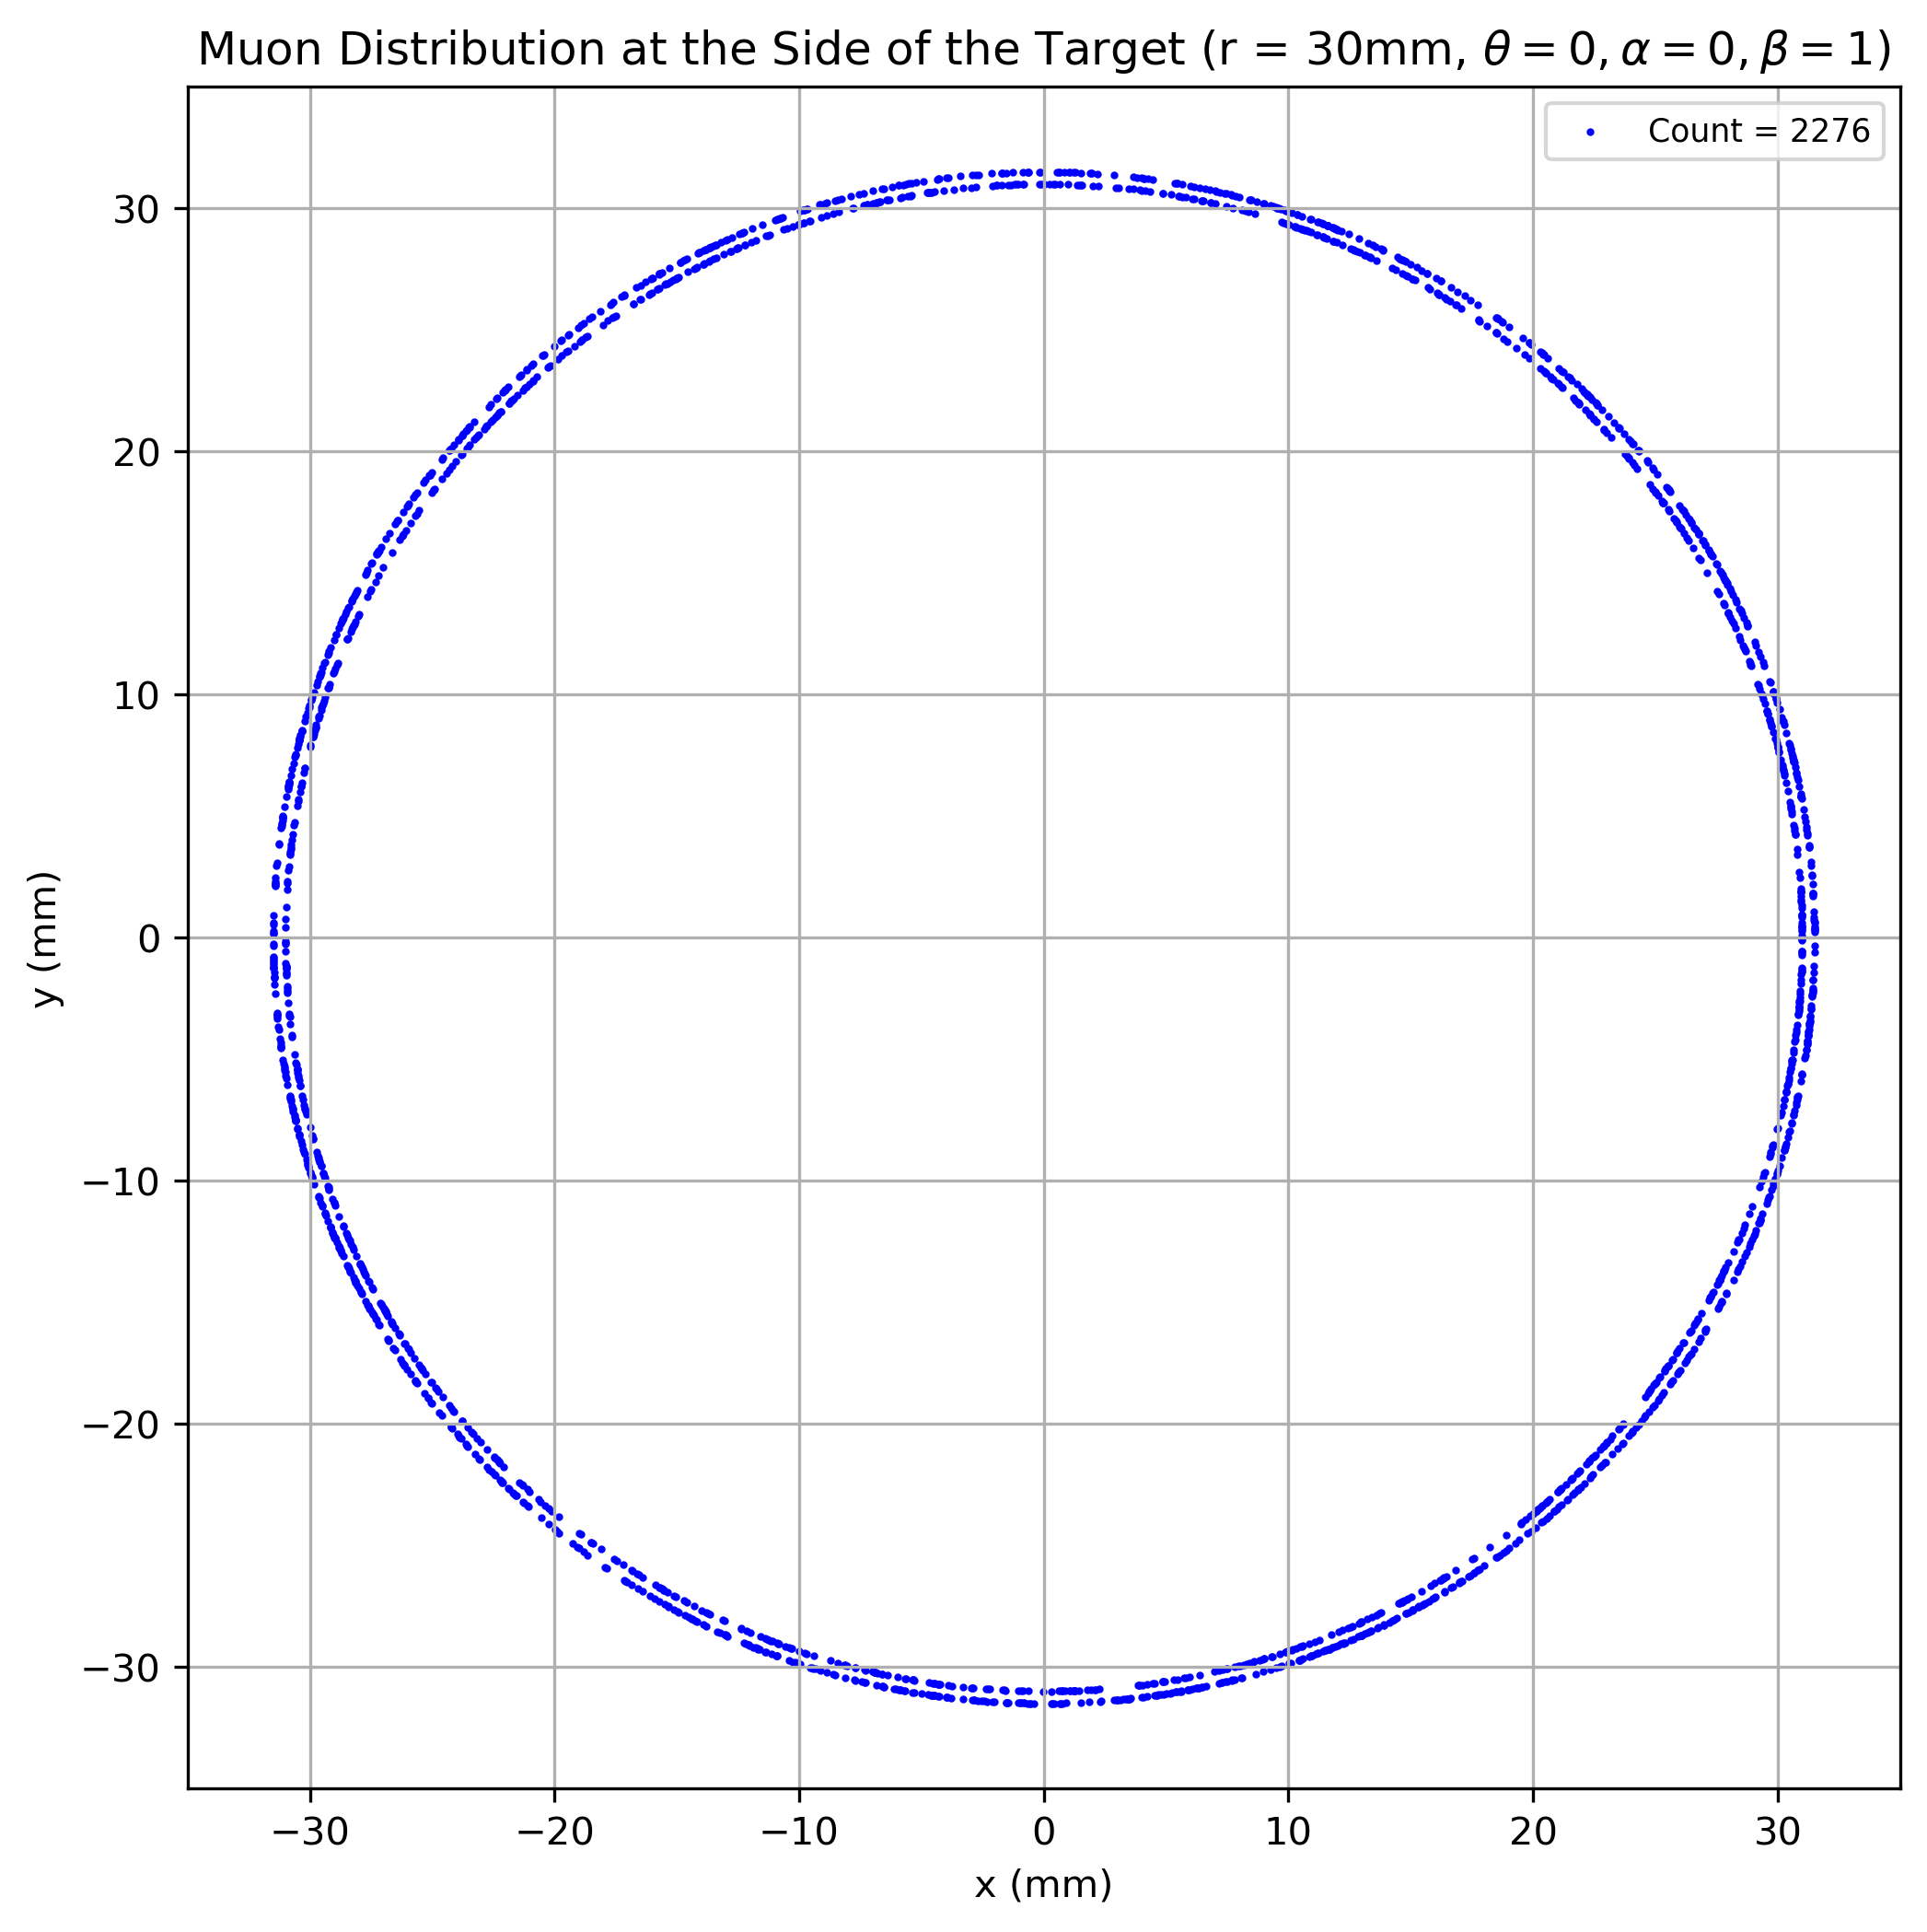 Muon Distribution at the Side of the Target (r = 30mm, θ = 0, α = 0, β = 1)
Count = 2276
30
20
10
0
−10
−20
−30
y (mm)
−30 −20 −10 0 10 20 30
x (mm)